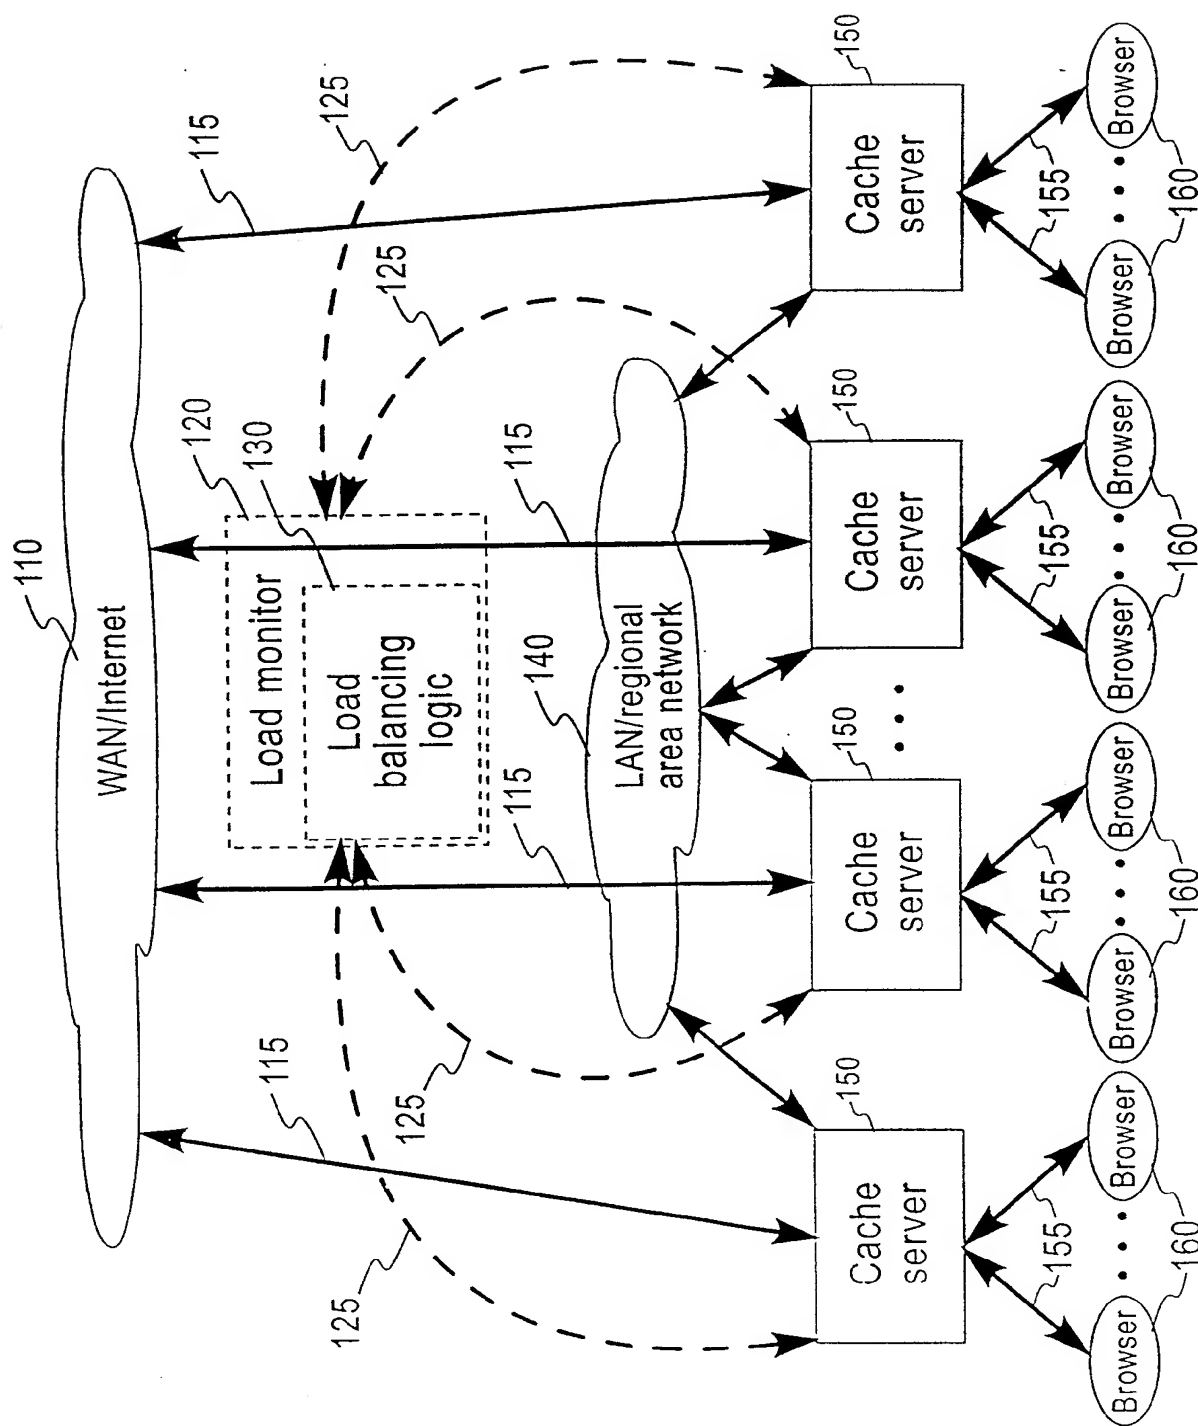 110
WAN/Internet
120
115
115
Load monitor
130
125
Load
balancing
logic
125
125
125
115
115
140
LAN/regional
area network
150
150
150
150
Cache
server
Cache
server
Cache
server
Cache
server
155
155
155
155
Browser
Browser
Browser
Browser
Browser
Browser
Browser
Browser
160
160
160
160